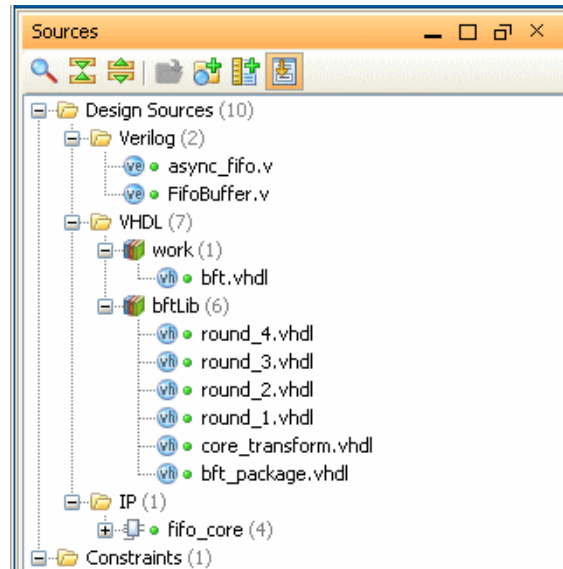 Sources
Design Sources (10)
Verilog (2)
async_fifo.v
FifoBuffer.v
VHDL (7)
work (1)
bft.vhdl
bftLib (6)
round_4.vhdl
round_3.vhdl
round_2.vhdl
round_1.vhdl
core_transform.vhdl
bft_package.vhdl
IP (1)
fifo_core (4)
Constraints (1)